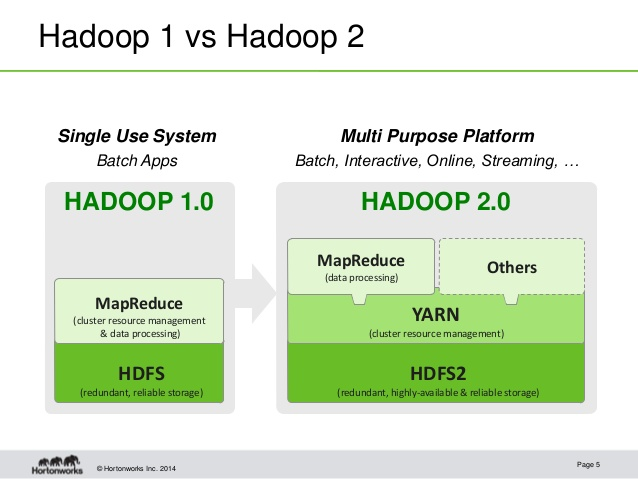 Hadoop 1 vs Hadoop 2
Single Use System
Batch Apps
Multi Purpose Platform
Batch, Interactive, Online, Streaming, …
HADOOP 1.0
MapReduce
(cluster resource management
& data processing)
HDFS
(redundant, reliable storage)
HADOOP 2.0
MapReduce
(data processing)
Others
YARN
(cluster resource management)
HDFS2
(redundant, highly-available & reliable storage)
Hortonworks
© Hortonworks Inc. 2014
Page 5